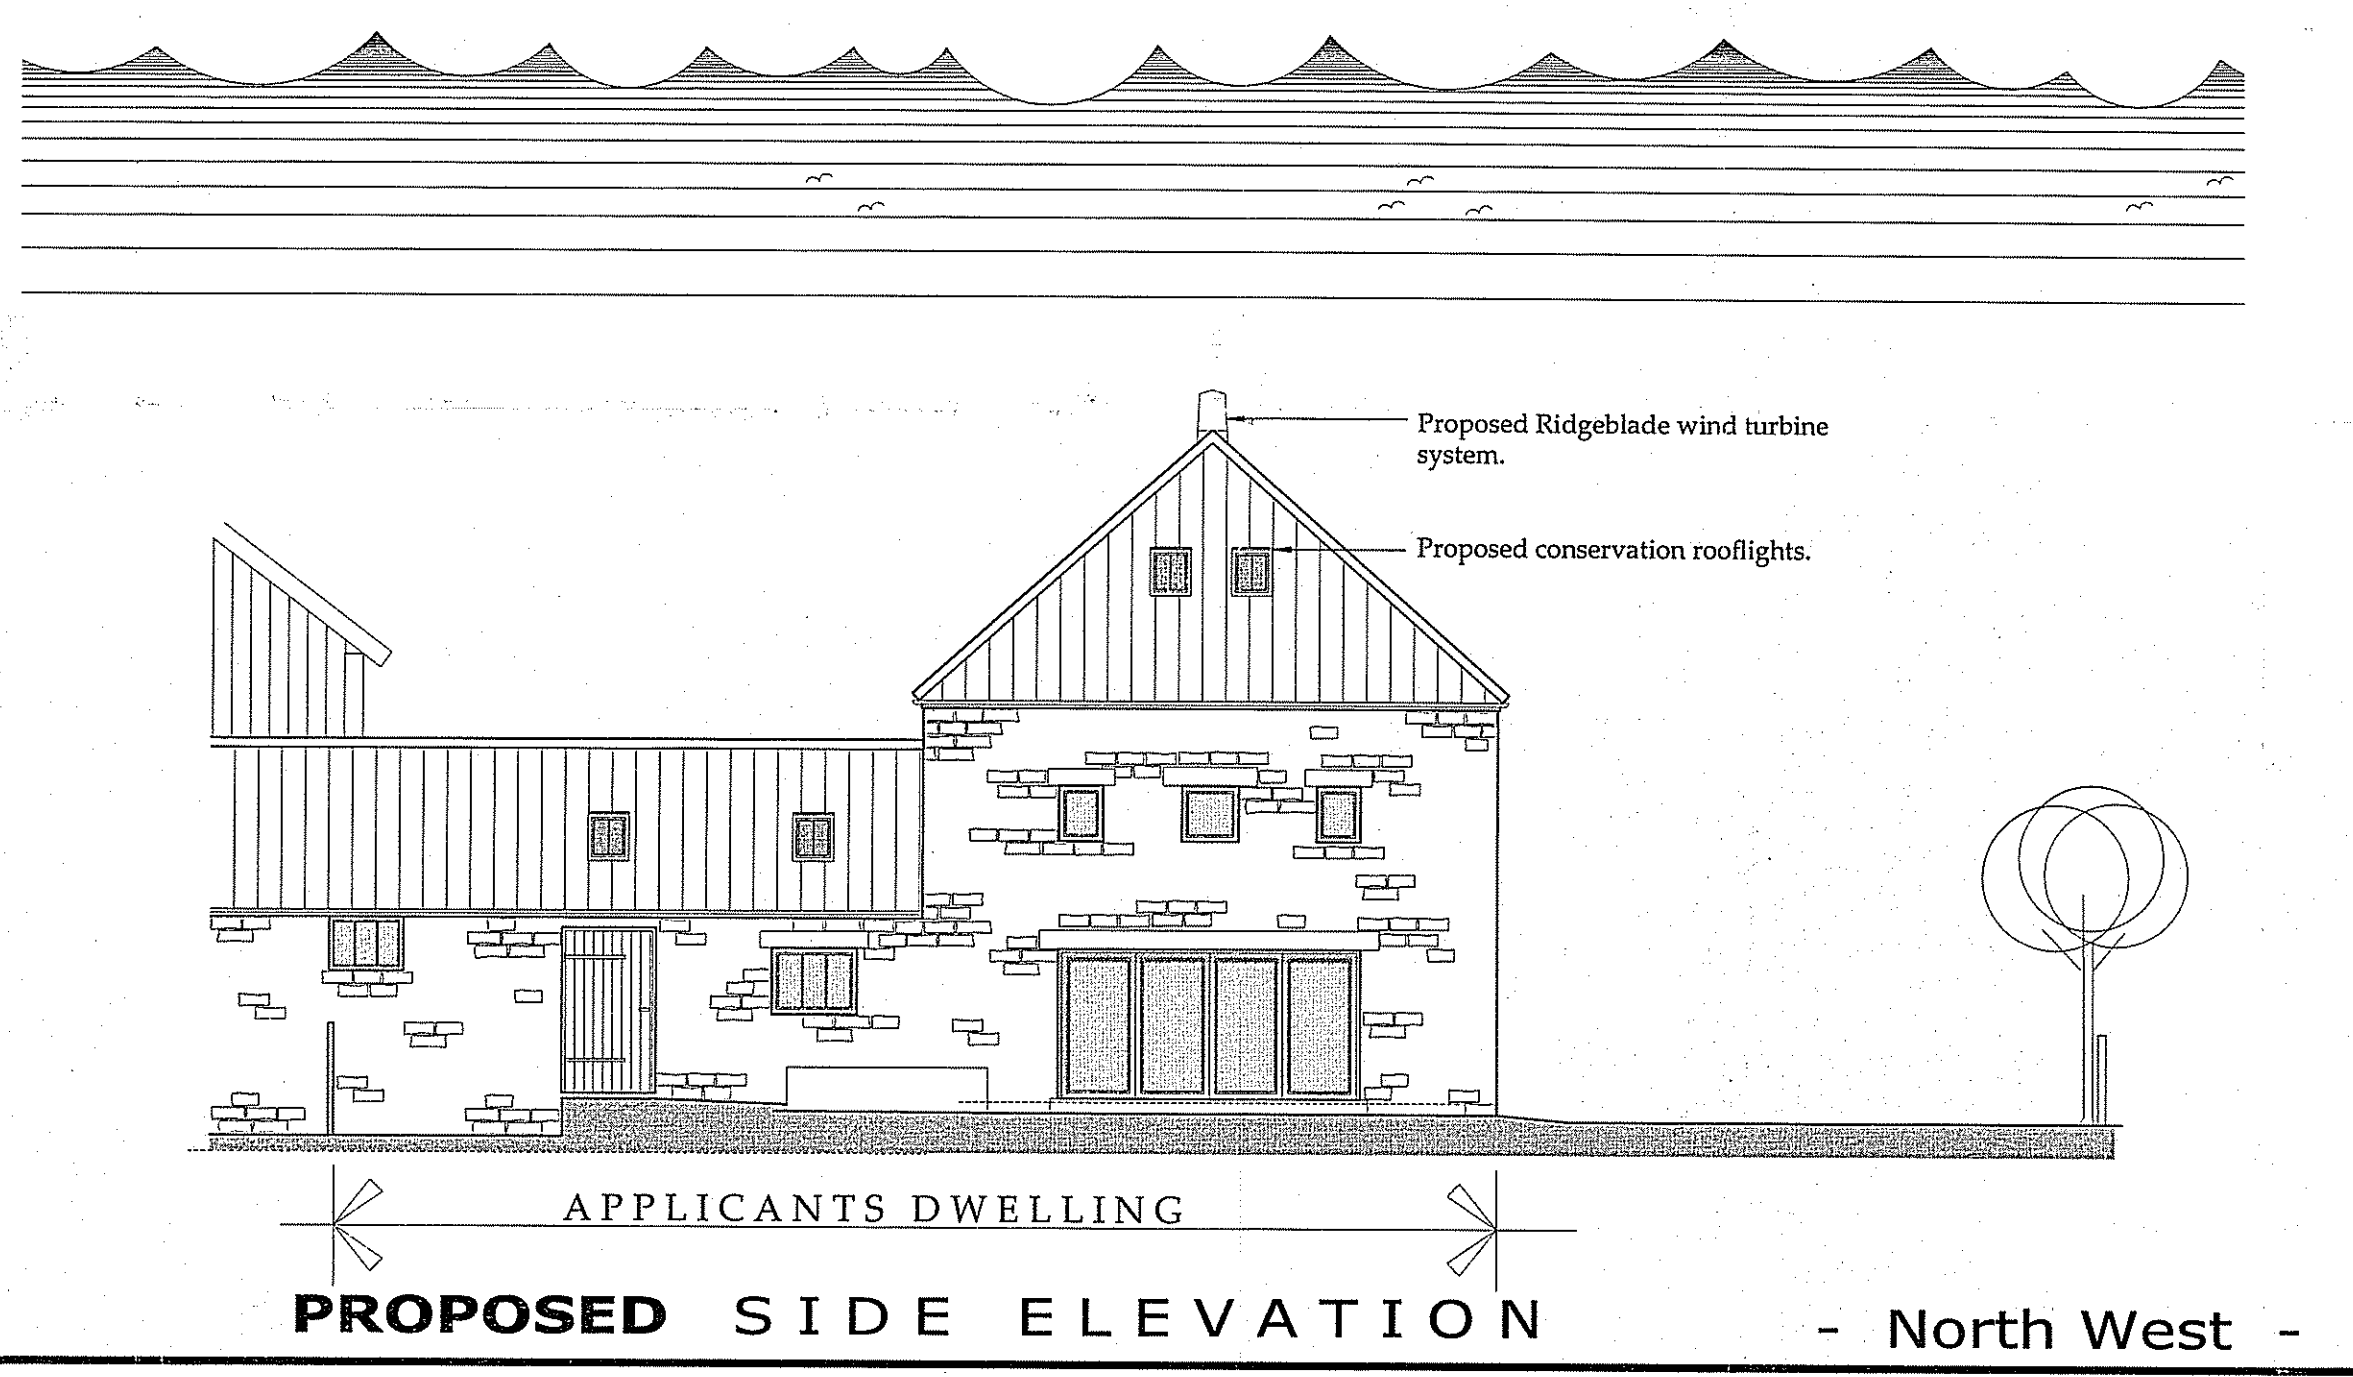 Proposed Ridgeblade wind turbine
system.
Proposed conservation rooflights.
APPLICANTS DWELLING
PROPOSED SIDE ELEVATION - North West -